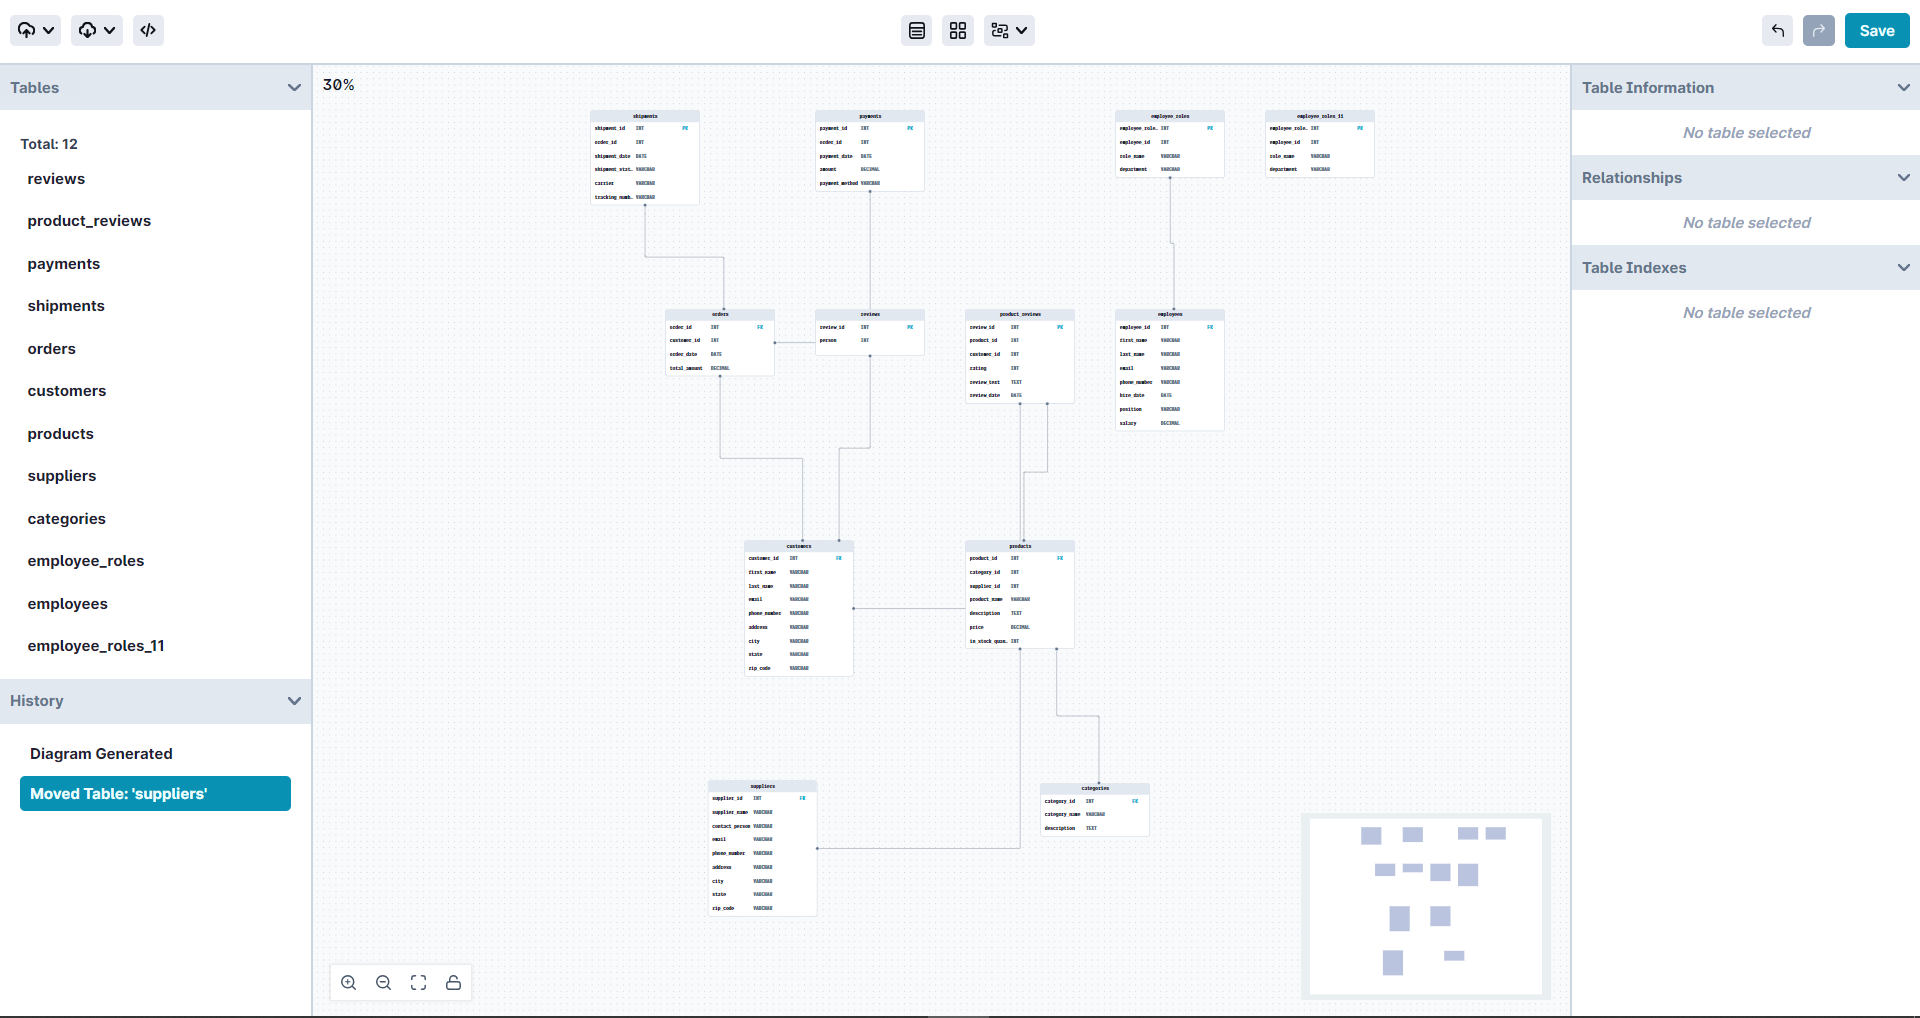 Save
Tables
Total: 12
reviews
product_reviews
payments
shipments
orders
customers
products
suppliers
categories
employee_roles
employees
employee_roles_11
History
Diagram Generated
Moved Table: 'suppliers'
30%
shipments
shipment_id INT PK
order_id INT
shipment_date DATE
shipment_stat.. VARCHAR
carrier VARCHAR
tracking_numb.. VARCHAR
payments
payment_id INT PK
order_id INT
payment_date DATE
amount DECIMAL
payment_method VARCHAR
employee_roles
employee_role.. INT PK
employee_id INT
role_name VARCHAR
department VARCHAR
employee_roles_11
employee_role.. INT PK
employee_id INT
role_name VARCHAR
department VARCHAR
orders
order_id INT PK
customer_id INT
order_date DATE
total_amount DECIMAL
reviews
review_id INT PK
person INT
product_reviews
review_id INT PK
product_id INT
customer_id INT
rating INT
review_text TEXT
review_date DATE
employees
employee_id INT PK
first_name VARCHAR
last_name VARCHAR
email VARCHAR
phone_number VARCHAR
hire_date DATE
position VARCHAR
salary DECIMAL
customers
customer_id INT PK
first_name VARCHAR
last_name VARCHAR
email VARCHAR
phone_number VARCHAR
address VARCHAR
city VARCHAR
state VARCHAR
zip_code VARCHAR
products
product_id INT PK
category_id INT
supplier_id INT
product_name VARCHAR
description TEXT
price DECIMAL
in_stock_quan.. INT
suppliers
supplier_id INT PK
supplier_name VARCHAR
contact_person VARCHAR
email VARCHAR
phone_number VARCHAR
address VARCHAR
city VARCHAR
state VARCHAR
zip_code VARCHAR
categories
category_id INT PK
category_name VARCHAR
description TEXT
Table Information
No table selected
Relationships
No table selected
Table Indexes
No table selected